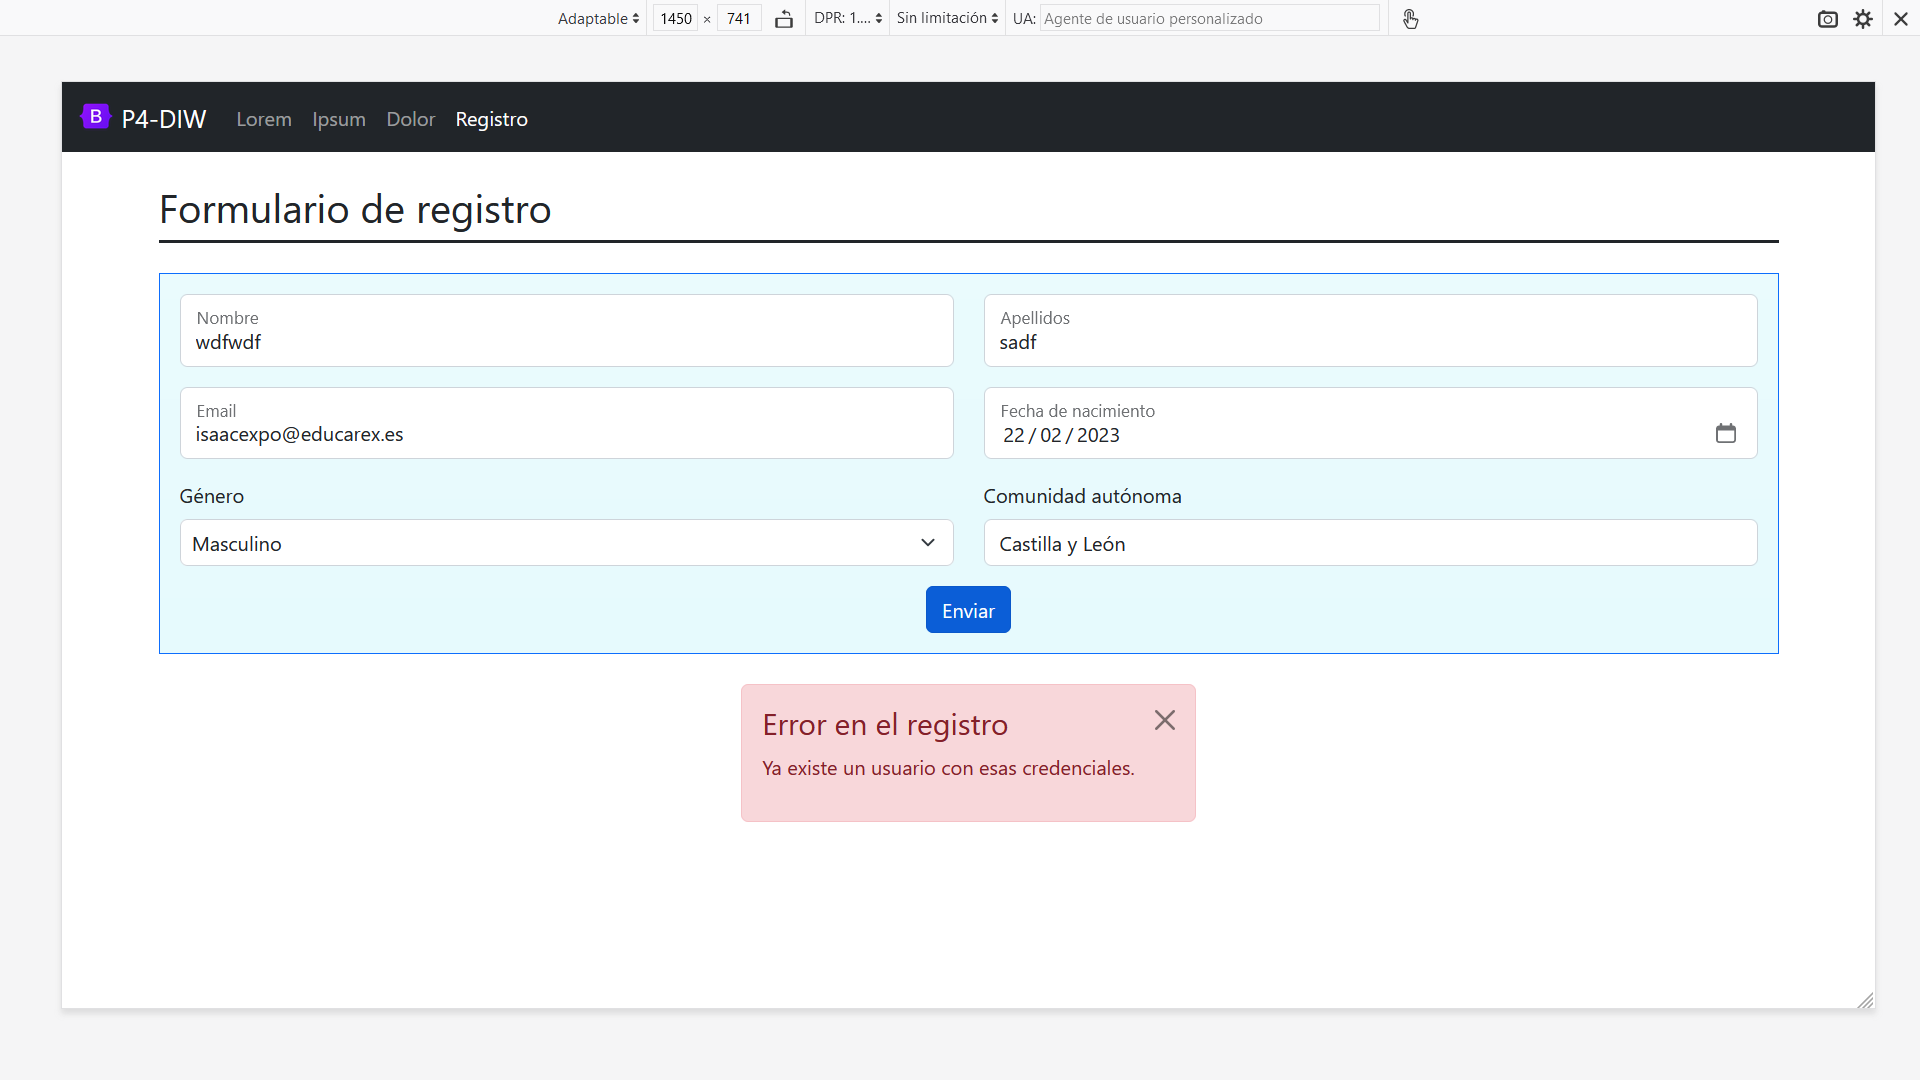 Adaptable 1450 × 741 DPR: 1.... Sin limitación UA: Agente de usuario personalizado
B P4-DIW Lorem Ipsum Dolor Registro
Formulario de registro
Nombre
wdfwdf
Apellidos
sadf
Email
isaacexpo@educarex.es
Fecha de nacimiento
22 / 02 / 2023
Género
Masculino
Comunidad autónoma
Castilla y León
Enviar
Error en el registro
Ya existe un usuario con esas credenciales.